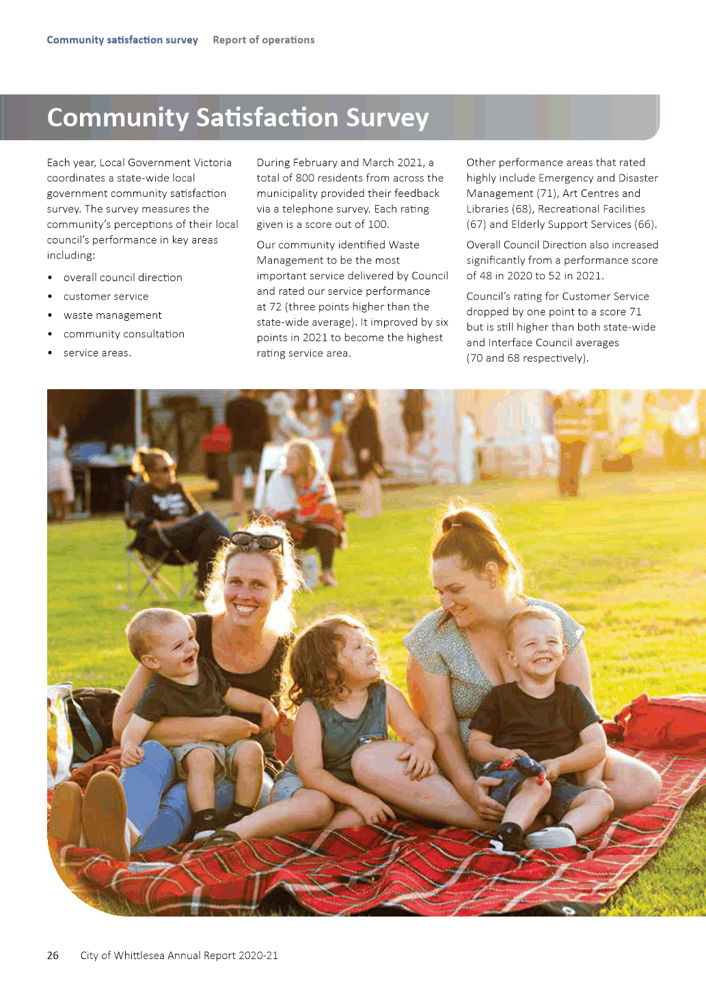 Community satisfaction survey Report of operations
Community Satisfaction Survey
Each year, Local Government Victoria
coordinates a state-wide local
government community satisfaction
survey. The survey measures the
community's perceptions of their local
council's performance in key areas
including:
• overall council direction
• customer service
• waste management
• community consultation
• service areas.
During February and March 2021, a
total of 800 residents from across the
municipality provided their feedback
via a telephone survey. Each rating
given is a score out of 100.
Our community identified Waste
Management to be the most
important service delivered by Council
and rated our service performance
at 72 (three points higher than the
state-wide average). It improved by six
points in 2021 to become the highest
rating service area.
Other performance areas that rated
highly include Emergency and Disaster
Management (71), Art Centres and
Libraries (68), Recreational Facilities
(67) and Elderly Support Services (66).
Overall Council Direction also increased
significantly from a performance score
of 48 in 2020 to 52 in 2021.
Council's rating for Customer Service
dropped by one point to a score 71
but is still higher than both state-wide
and Interface Council averages
(70 and 68 respectively).
26 City of Whittlesea Annual Report 2020-21